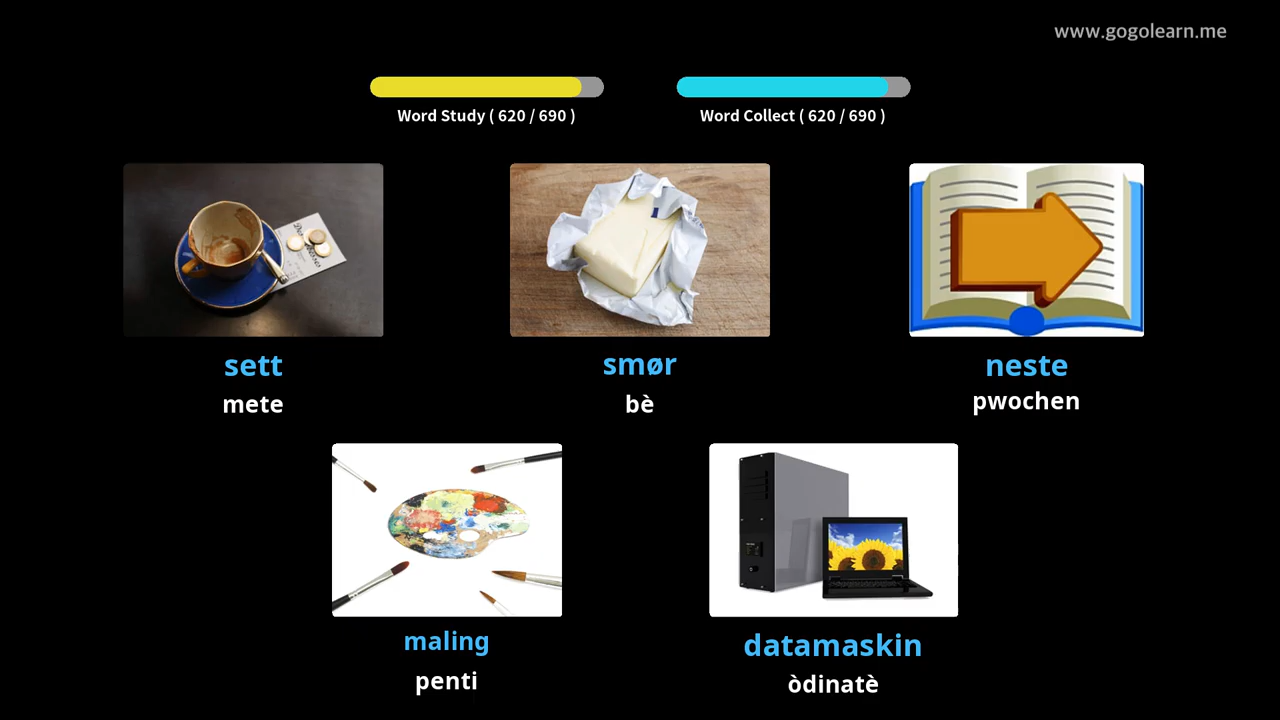 www.gogolearn.me
Word Study ( 620 / 690 )
Word Collect ( 620 / 690 )
sett
mete
smør
bè
neste
pwochen
maling
penti
datamaskin
òdinatè